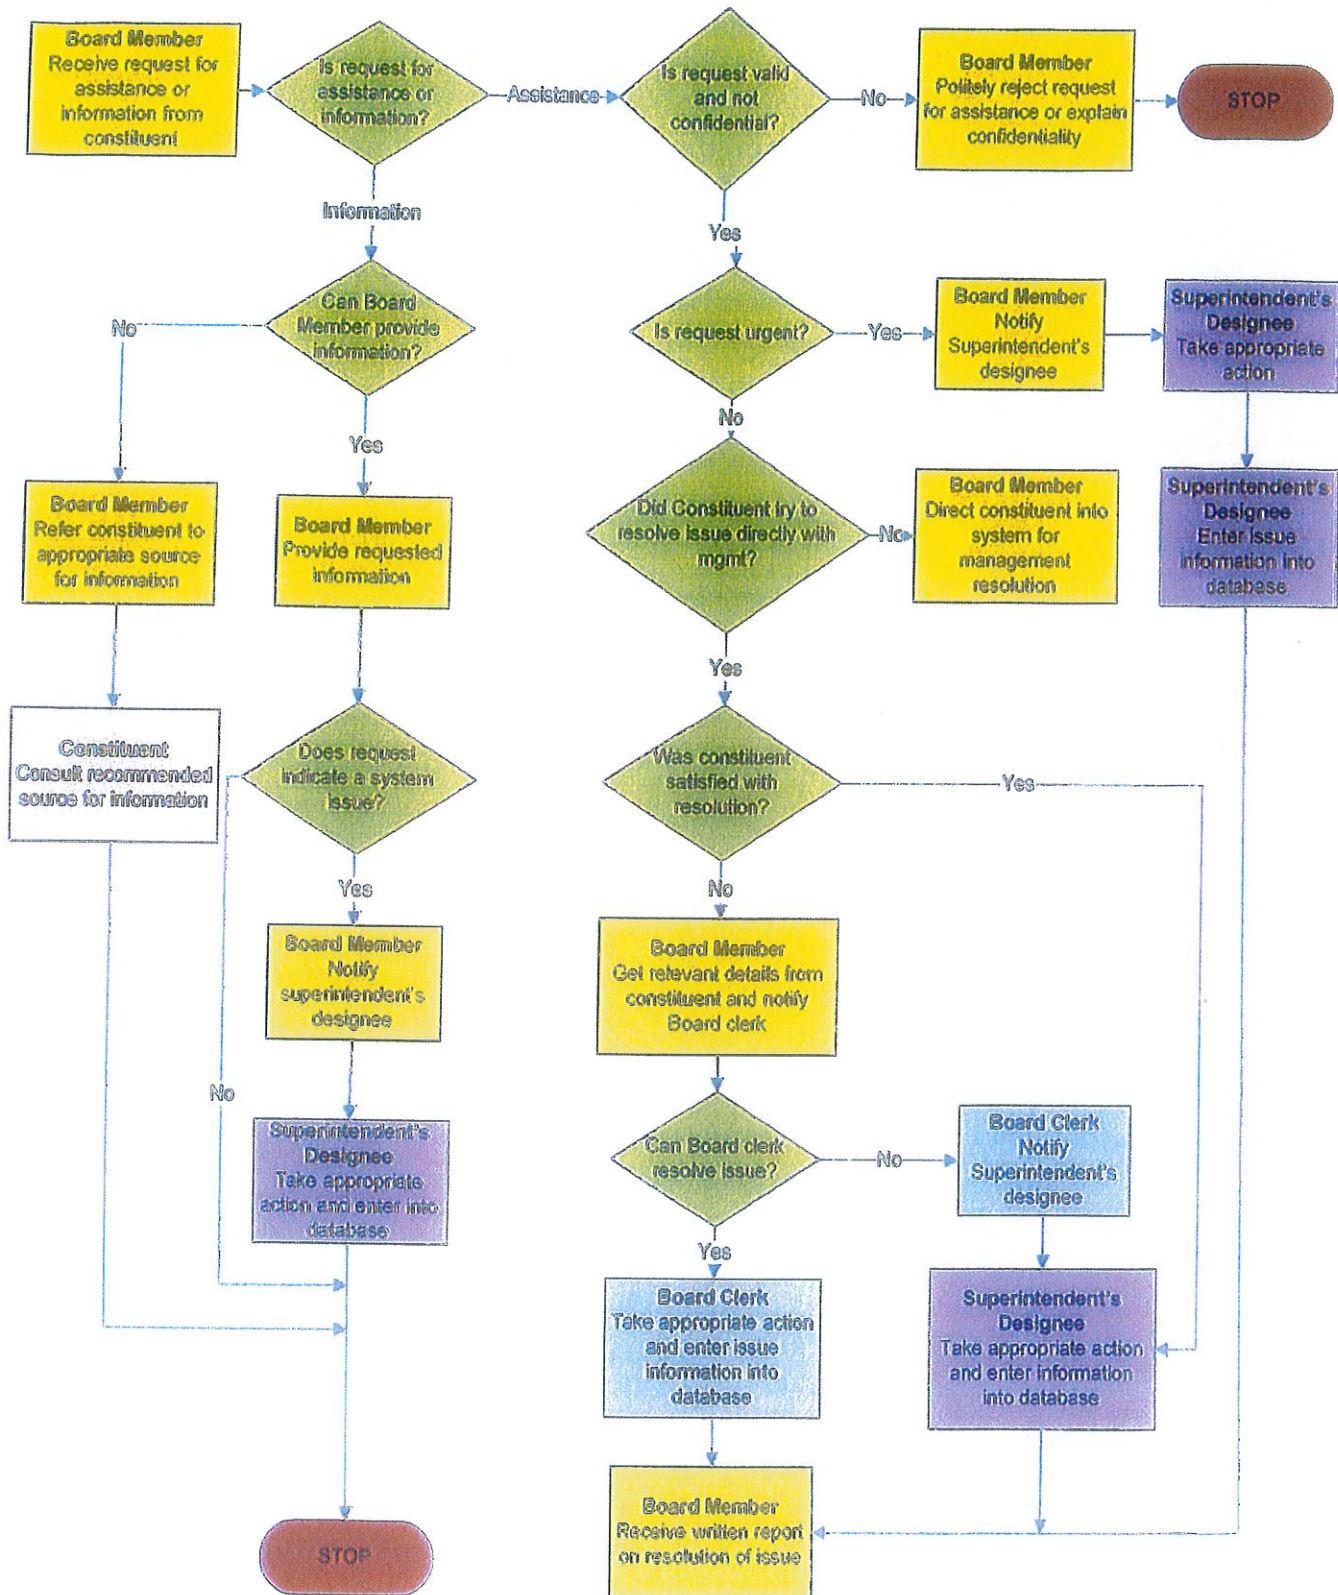 Board Member
Receive request for
assistance or
information from
constituent
Is request for
assistance or
information?
Assistance
Is request valid
and not
confidential?
No
Board Member
Politely reject request
for assistance or explain
confidentiality
STOP
Information
Yes
Can Board
Member provide
information?
No
Is request urgent?
Yes
Board Member
Notify
Superintendent's
designee
Superintendent's
Designee
Take appropriate
action
Yes
No
Board Member
Refer constituent to
appropriate source
for information
Board Member
Provide requested
information
Did Constituent try to
resolve issue directly with
mgmt?
No
Board Member
Direct constituent into
system for
management
resolution
Superintendent's
Designee
Enter issue
information into
database
Yes
Constituent
Consult recommended
source for information
Does request
indicate a system
issue?
Was constituent
satisfied with
resolution?
Yes
Yes
No
No
Board Member
Notify
superintendent's
designee
Board Member
Get relevant details from
constituent and notify
Board clerk
Superintendent's
Designee
Take appropriate
action and enter into
database
Can Board clerk
resolve issue?
No
Board Clerk
Notify
Superintendent's
designee
Yes
Board Clerk
Take appropriate action
and enter issue
information into
database
Superintendent's
Designee
Take appropriate action
and enter information
into database
Board Member
Receive written report
on resolution of issue
STOP